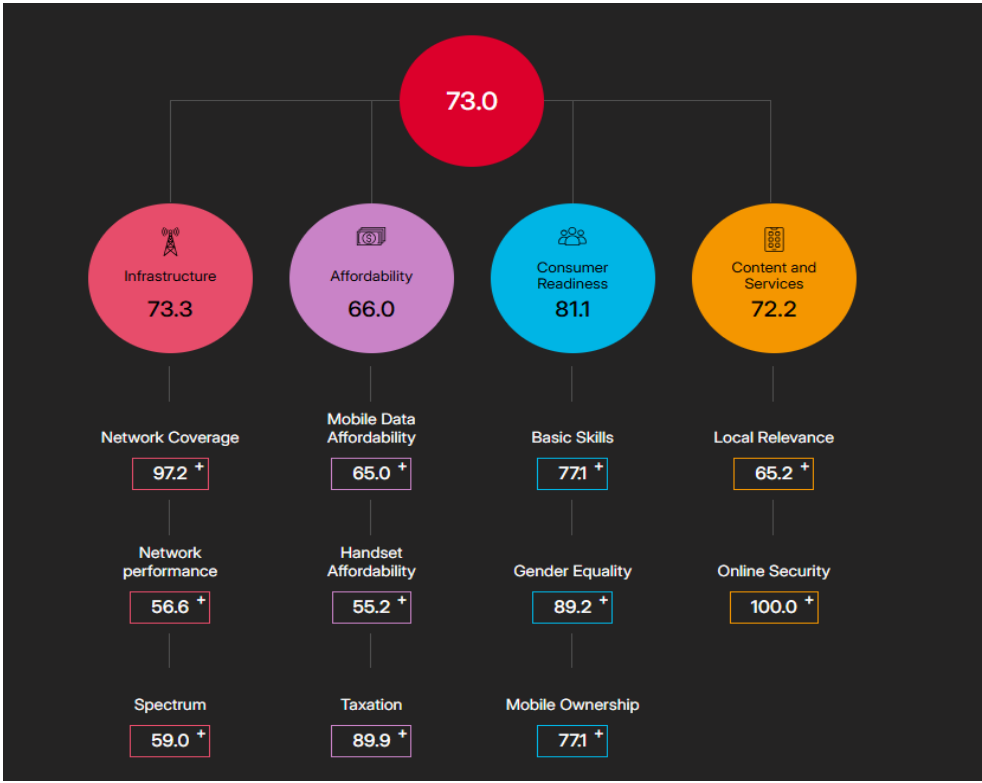 73.0
Infrastructure
73.3
Affordability
66.0
Consumer
Readiness
81.1
Content and
Services
72.2
Network Coverage
97.2 +
Network
performance
56.6 +
Spectrum
59.0 +
Mobile Data
Affordability
65.0 +
Handset
Affordability
55.2 +
Taxation
89.9 +
Basic Skills
77.1 +
Gender Equality
89.2 +
Mobile Ownership
77.1 +
Local Relevance
65.2 +
Online Security
100.0 +